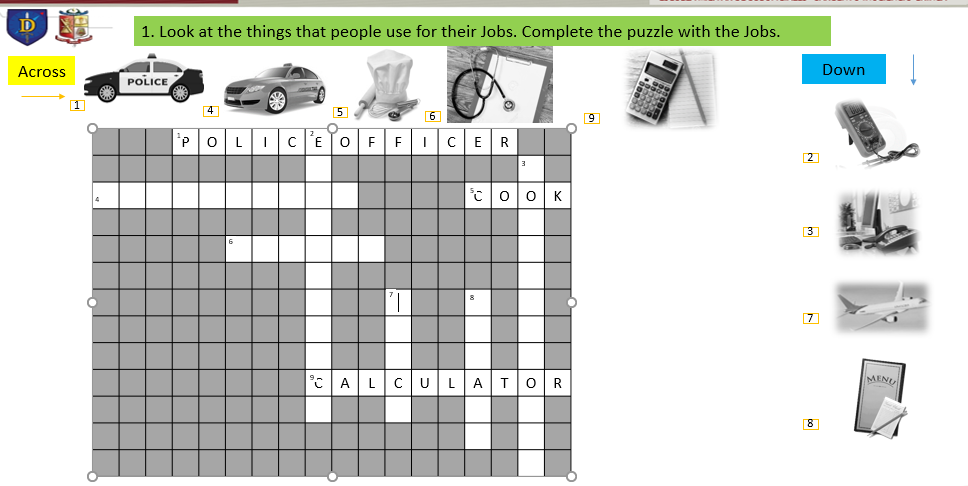 1. Look at the things that people use for their Jobs. Complete the puzzle with the Jobs.
Across
Down
POLICE
1
4
5
6
9
1 P O L I C 2 E O F F I C E R
3
4
5 C O O K
6
7
8
9 C A L C U L A T O R
2
3
7
MENU
8
D